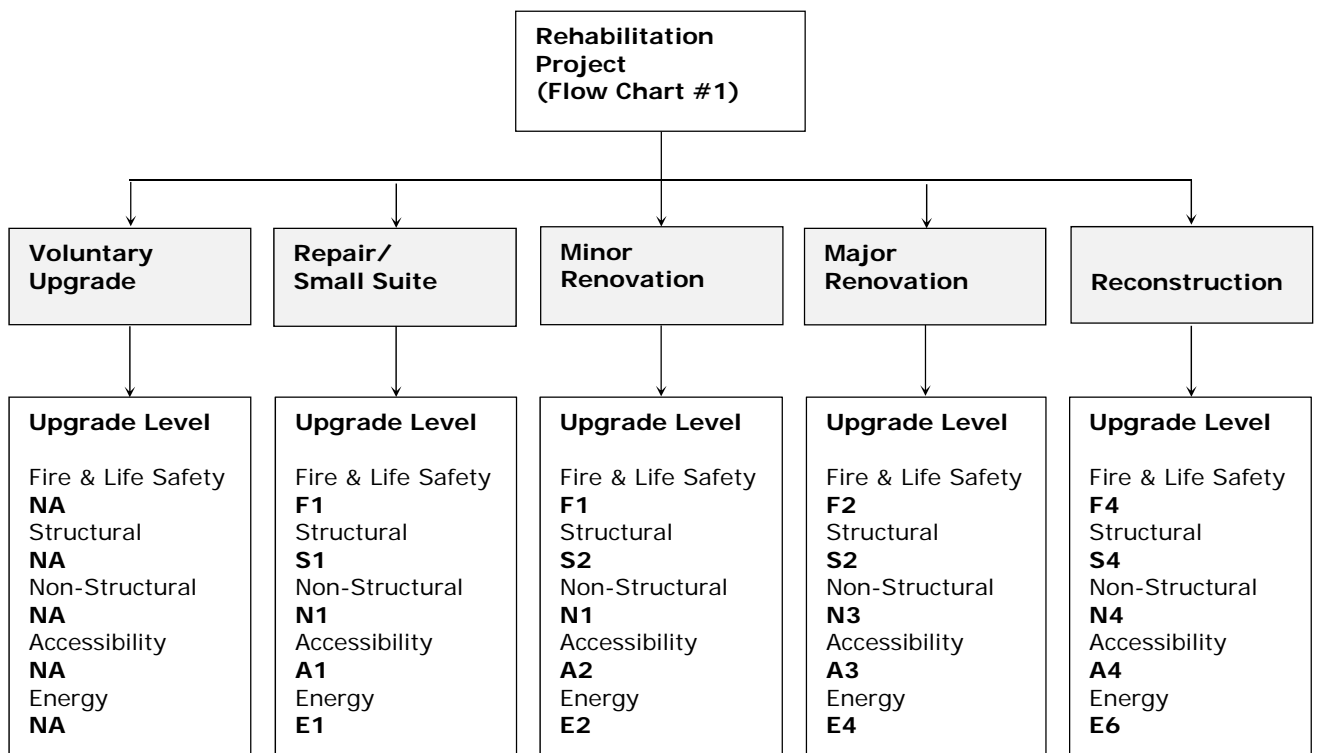 Rehabilitation
Project
(Flow Chart #1)
Voluntary
Upgrade
Repair/
Small Suite
Minor
Renovation
Major
Renovation
Reconstruction
Upgrade Level
Fire & Life Safety
NA
Structural
NA
Non-Structural
NA
Accessibility
NA
Energy
NA
Upgrade Level
Fire & Life Safety
F1
Structural
S1
Non-Structural
N1
Accessibility
A1
Energy
E1
Upgrade Level
Fire & Life Safety
F1
Structural
S2
Non-Structural
N1
Accessibility
A2
Energy
E2
Upgrade Level
Fire & Life Safety
F2
Structural
S2
Non-Structural
N3
Accessibility
A3
Energy
E4
Upgrade Level
Fire & Life Safety
F4
Structural
S4
Non-Structural
N4
Accessibility
A4
Energy
E6